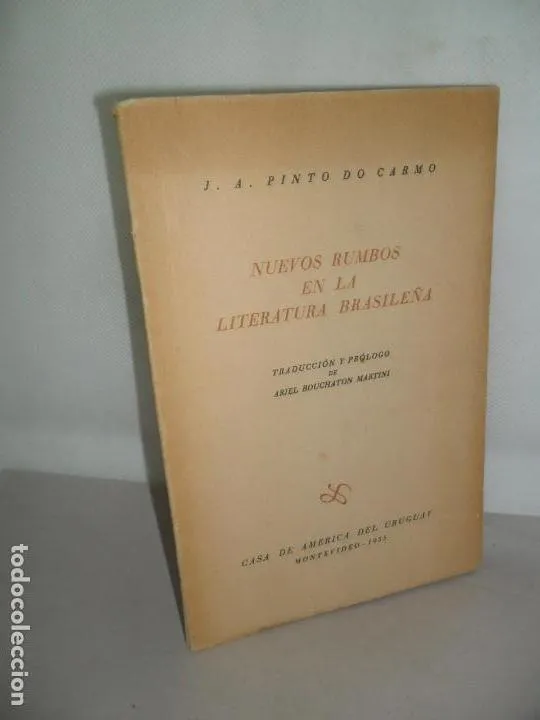 J. A. PINTO DO CARMO
NUEVOS RUMBOS
EN LA
LITERATURA BRASILEÑA
TRADUCCIÓN Y PRÓLOGO
DE
ARIEL BOUCHATON MARTINI
CASA DE AMERICA DEL URUGUAY
MONTEVIDEO - 1955
todocoleccion